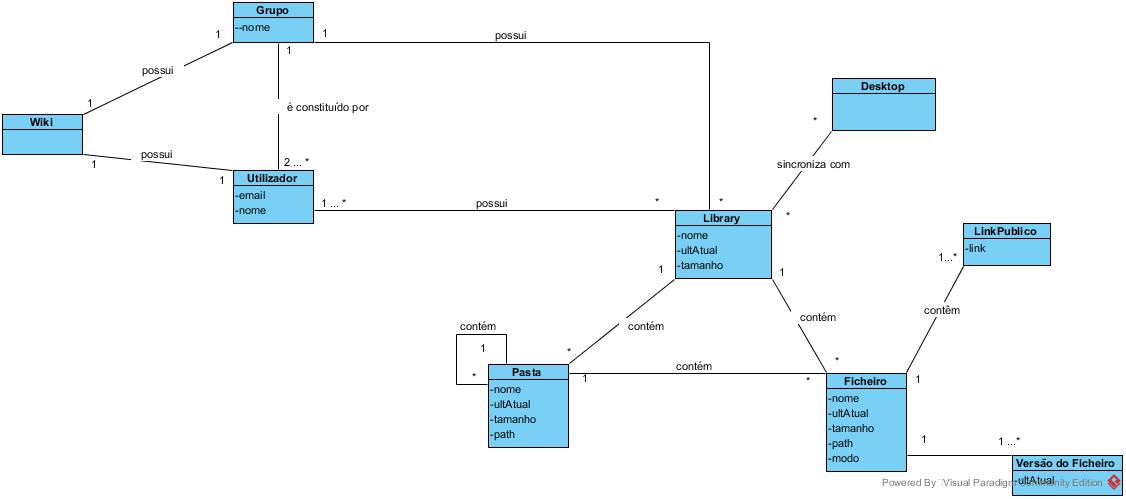 Grupo
--nome
1
1
possui
1
possui
Desktop
1
é constituído por
*
Wiki
1
possui
2 ... *
sincroniza com
1
Utilizador
-email
-nome
1 ... *
possui
*
*
*
Library
-nome
-ultAtual
-tamanho
LinkPublico
-link
1...*
1
1
contém
contém
contêm
contém
1
*
*
*
Pasta
-nome
-ultAtual
-tamanho
-path
1
contém
*
Ficheiro
-nome
-ultAtual
-tamanho
-path
-modo
1
1
1 ...*
Versão do Ficheiro
-ultAtual
Powered By Visual Paradigm Community Edition